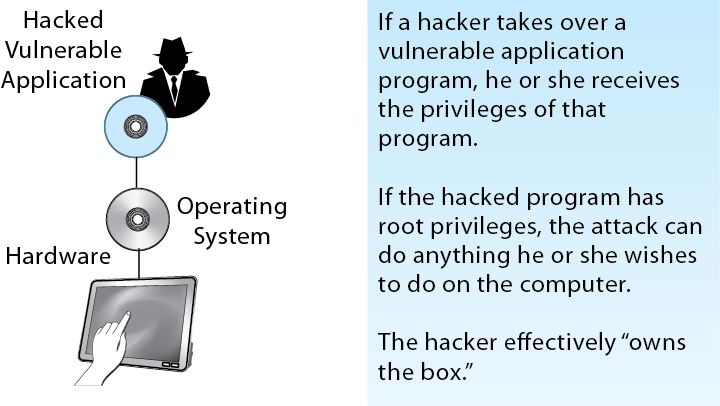 Hacked
Vulnerable
Application
Operating
System
Hardware
If a hacker takes over a
vulnerable application
program, he or she receives
the privileges of that
program.
If the hacked program has
root privileges, the attack can
do anything he or she wishes
to do on the computer.
The hacker effectively “owns
the box.”